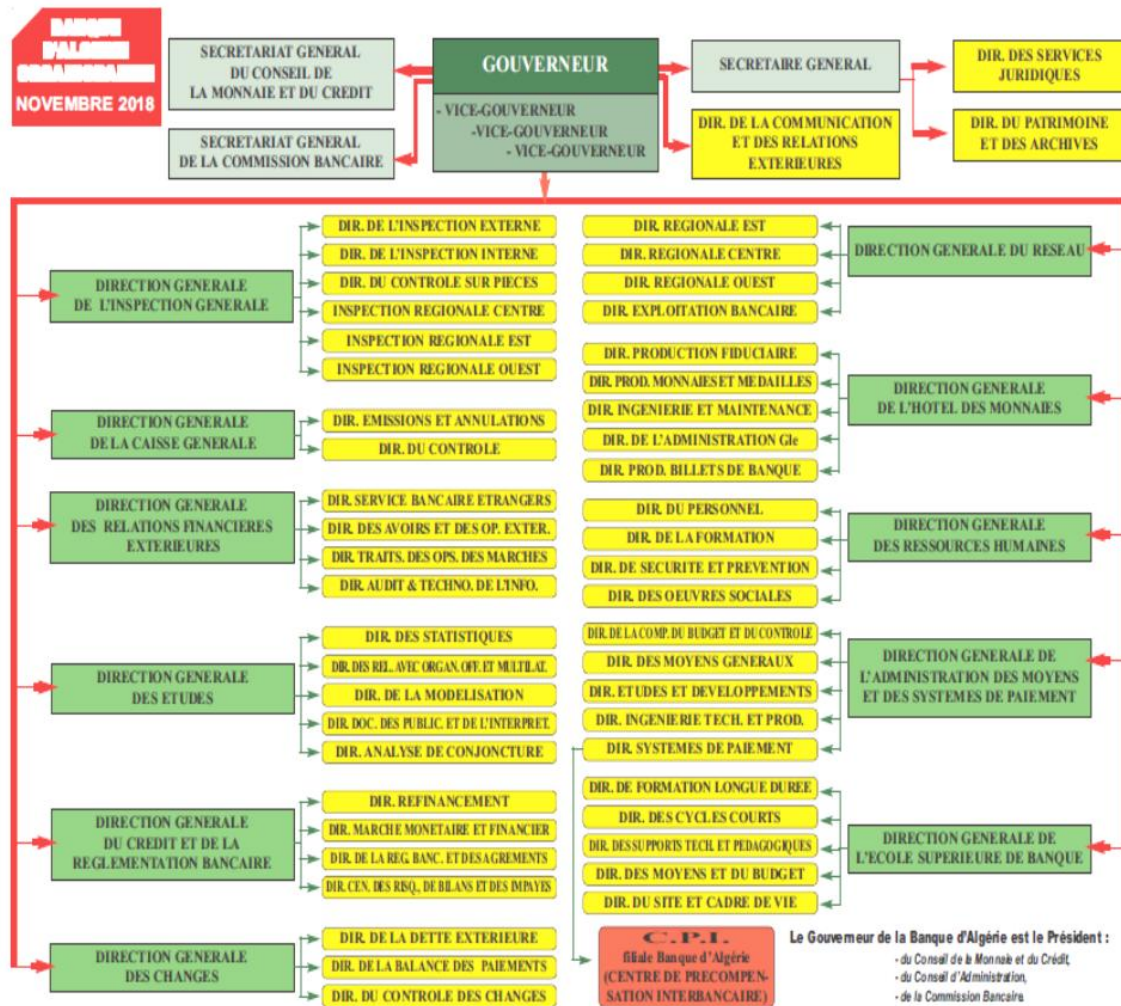 BANQUE
D'ALGERIE
ORGANIGRAMME
NOVEMBRE 2018
SECRETARIAT GENERAL
DU CONSEIL DE
LA MONNAIE ET DU CREDIT
SECRETARIAT GENERAL
DE LA COMMISSION BANCAIRE
GOUVERNEUR
- VICE-GOUVERNEUR
-VICE-GOUVERNEUR
- VICE-GOUVERNEUR
SECRETAIRE GENERAL
DIR. DE LA COMMUNICATION
ET DES RELATIONS
EXTERIEURES
DIR. DES SERVICES
JURIDIQUES
DIR. DU PATRIMOINE
ET DES ARCHIVES
DIRECTION GENERALE
DE L'INSPECTION GENERALE
DIR. DE L'INSPECTION EXTERNE
DIR. DE L'INSPECTION INTERNE
DIR. DU CONTROLE SUR PIECES
INSPECTION REGIONALE CENTRE
INSPECTION REGIONALE EST
INSPECTION REGIONALE OUEST
DIRECTION GENERALE
DE LA CAISSE GENERALE
DIR. EMISSIONS ET ANNULATIONS
DIR. DU CONTROLE
DIRECTION GENERALE
DES RELATIONS FINANCIERES
EXTERIEURES
DIR. SERVICE BANCAIRE ETRANGERS
DIR. DES AVOIRS ET DES OP. EXTER.
DIR. TRAITS. DES OPS. DES MARCHES
DIR. AUDIT & TECHNO. DE L'INFO.
DIRECTION GENERALE
DES ETUDES
DIR. DES STATISTIQUES
DIR. DES REL. AVEC ORGAN. OFF. ET MULTILAT.
DIR. DE LA MODELISATION
DIR. DOC. DES PUBLIC. ET DE L'INTERPRET.
DIR. ANALYSE DE CONJONCTURE
DIRECTION GENERALE
DU CREDIT ET DE LA
REGLEMENTATION BANCAIRE
DIR. REFINANCEMENT
DIR. MARCHE MONETAIRE ET FINANCIER
DIR. DE LA REG. BANC. ET DES AGREMENTS
DIR. CEN. DES RISQ., DE BILANS ET DES IMPAYES
DIRECTION GENERALE
DES CHANGES
DIR. DE LA DETTE EXTERIEURE
DIR. DE LA BALANCE DES PAIEMENTS
DIR. DU CONTROLE DES CHANGES
DIR. REGIONALE EST
DIR. REGIONALE CENTRE
DIR. REGIONALE OUEST
DIR. EXPLOITATION BANCAIRE
DIRECTION GENERALE DU RESEAU
DIR. PRODUCTION FIDUCIAIRE
DIR. PROD. MONNAIES ET MEDAILLES
DIR. INGENIERIE ET MAINTENANCE
DIR. DE L'ADMINISTRATION Gle
DIR. PROD. BILLETS DE BANQUE
DIRECTION GENERALE
DE L'HOTEL DES MONNAIES
DIR. DU PERSONNEL
DIR. DE LA FORMATION
DIR. DE SECURITE ET PREVENTION
DIR. DES OEUVRES SOCIALES
DIRECTION GENERALE
DES RESSOURCES HUMAINES
DIR. DE LA COMP. DU BUDGET ET DU CONTROLE
DIR. DES MOYENS GENERAUX
DIR. ETUDES ET DEVELOPPEMENTS
DIR. INGENIERIE TECH. ET PROD.
DIR. SYSTEMES DE PAIEMENT
DIRECTION GENERALE DE
L'ADMINISTRATION DES MOYENS
ET DES SYSTEMES DE PAIEMENT
DIR. DE FORMATION LONGUE DUREE
DIR. DES CYCLES COURTS
DIR. DES SUPPORTS TECH. ET PEDAGOGIQUES
DIR. DES MOYENS ET DU BUDGET
DIR. DU SITE ET CADRE DE VIE
DIRECTION GENERALE DE
L'ECOLE SUPERIEURE DE BANQUE
C.P.I.
filiale Banque d'Algérie
(CENTRE DE PRECOMPEN-
SATION INTERBANCAIRE)
Le Gouverneur de la Banque d'Algérie est le Président :
- du Conseil de la Monnaie et du Crédit,
- du Conseil d'Administration,
- de la Commission Bancaire